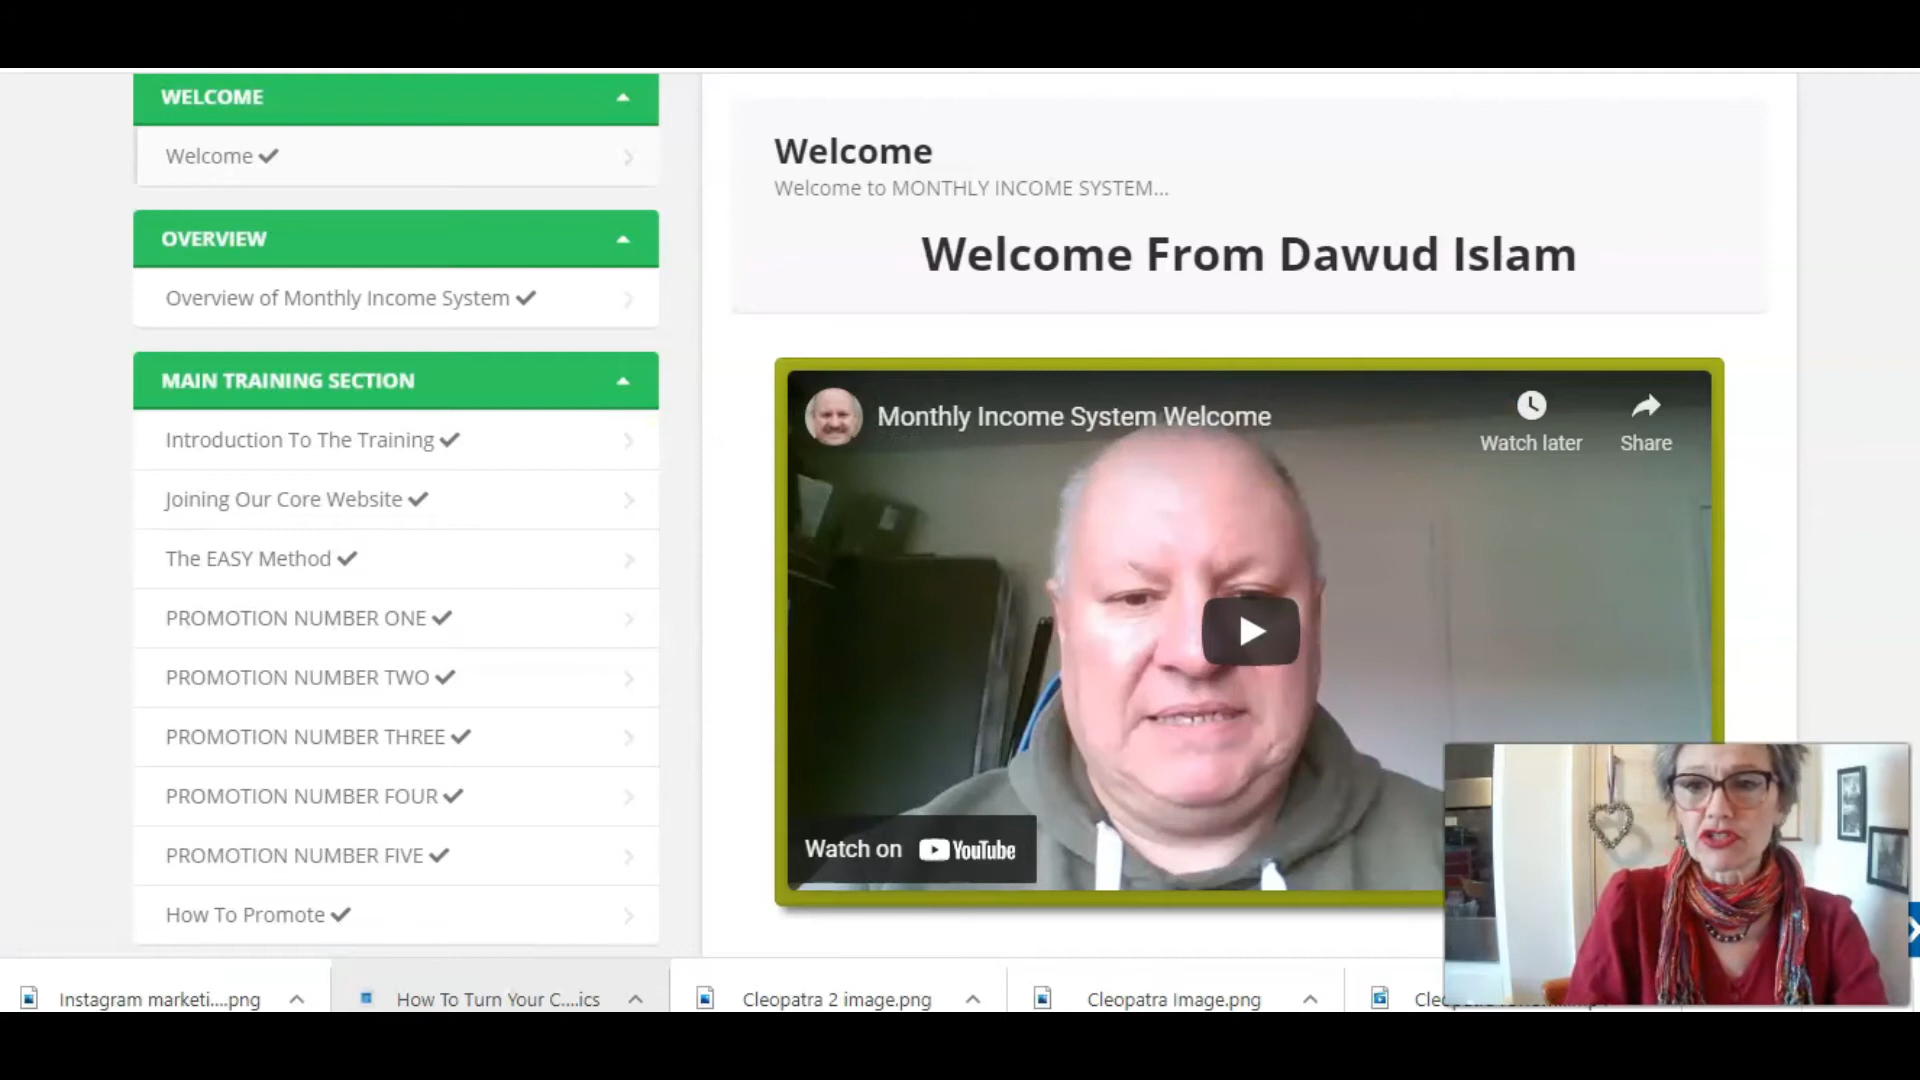 WELCOME
Welcome
OVERVIEW
Overview of Monthly Income System
MAIN TRAINING SECTION
Introduction To The Training
Joining Our Core Website
The EASY Method
PROMOTION NUMBER ONE
PROMOTION NUMBER TWO
PROMOTION NUMBER THREE
PROMOTION NUMBER FOUR
PROMOTION NUMBER FIVE
How To Promote
Welcome
Welcome to MONTHLY INCOME SYSTEM...
Welcome From Dawud Islam
Monthly Income System Welcome
Watch later
Share
Watch on YouTube
Instagram marketi....png
How To Turn Your C....ics
Cleopatra 2 image.png
Cleopatra Image.png